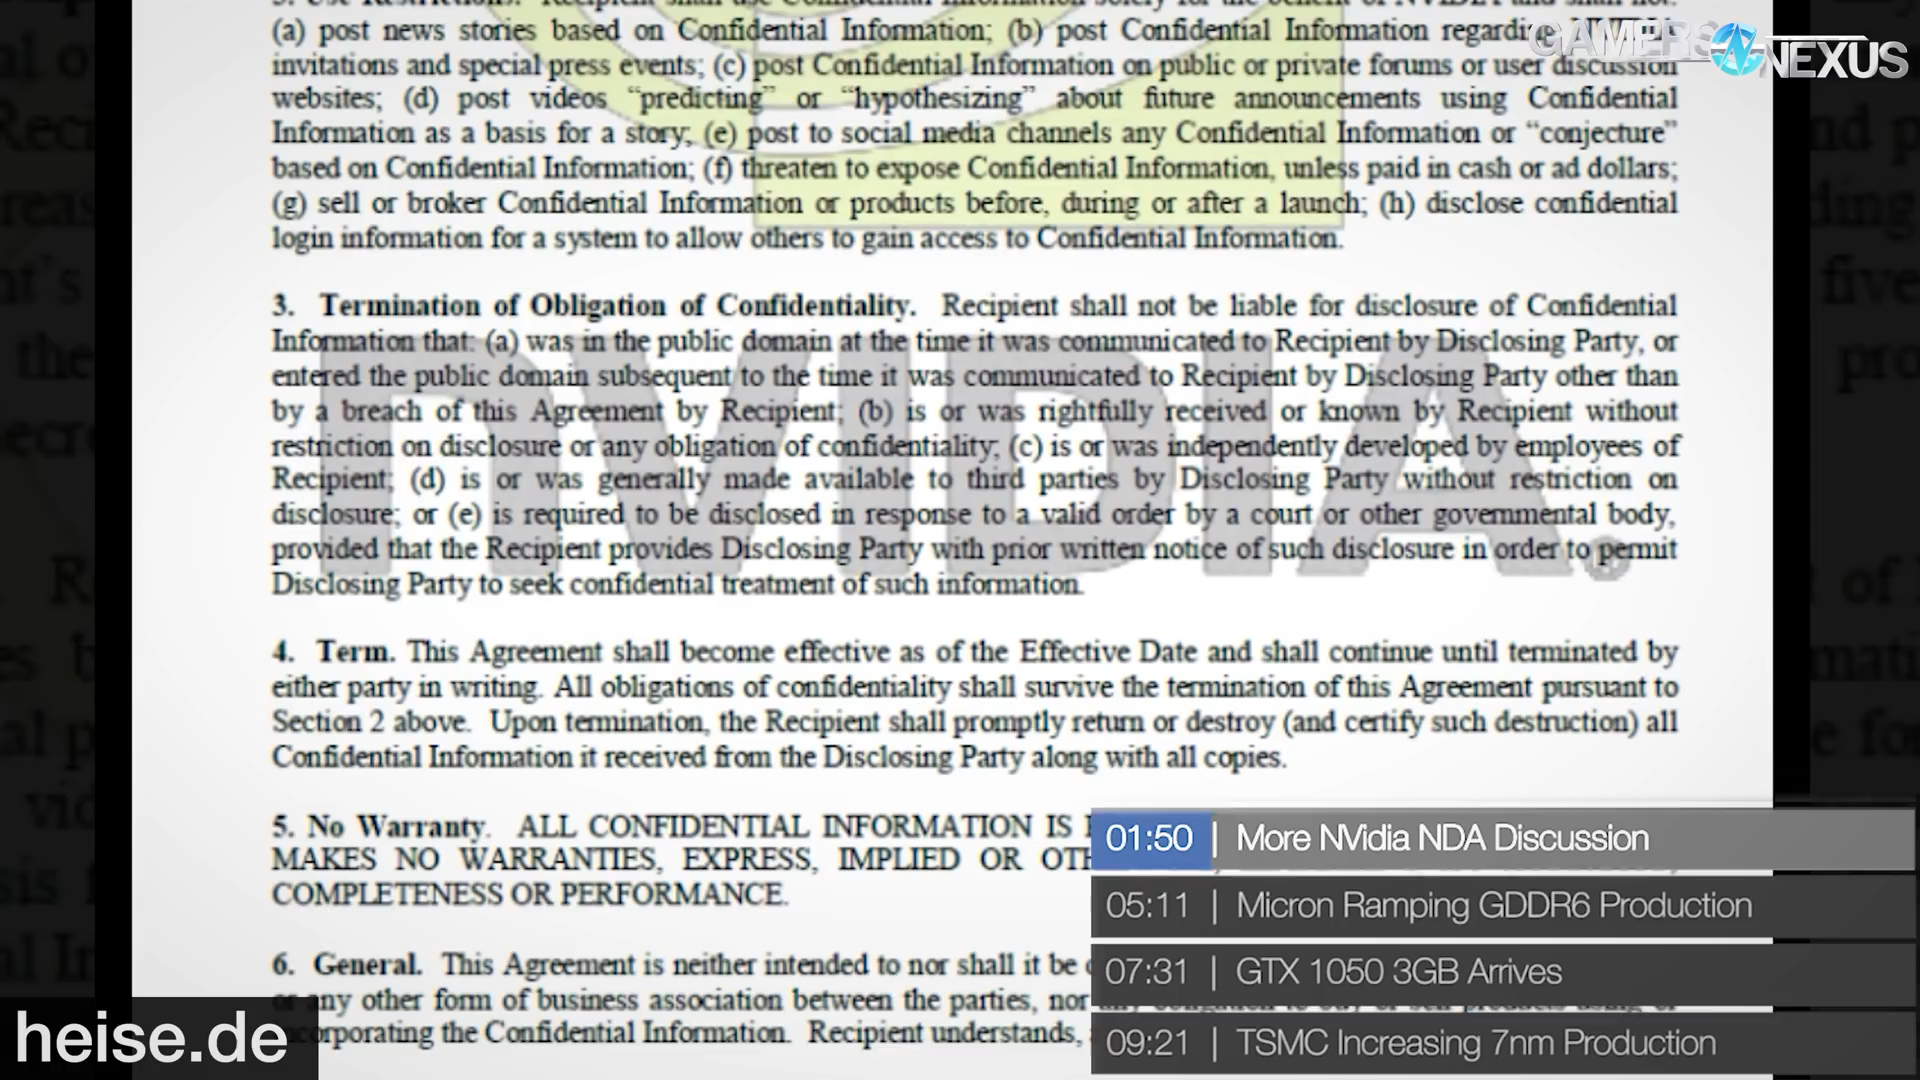 (a) post news stories based on Confidential Information; (b) post Confidential Information regarding NVIDIA
invitations and special press events; (c) post Confidential Information on public or private forums or user discussion
websites; (d) post videos “predicting” or “hypothesizing” about future announcements using Confidential
Information as a basis for a story; (e) post to social media channels any Confidential Information or “conjecture”
based on Confidential Information; (f) threaten to expose Confidential Information, unless paid in cash or ad dollars;
(g) sell or broker Confidential Information or products before, during or after a launch; (h) disclose confidential
login information for a system to allow others to gain access to Confidential Information.
GAMERS NEXUS
3. Termination of Obligation of Confidentiality. Recipient shall not be liable for disclosure of Confidential
Information that: (a) was in the public domain at the time it was communicated to Recipient by Disclosing Party, or
entered the public domain subsequent to the time it was communicated to Recipient by Disclosing Party other than
by a breach of this Agreement by Recipient; (b) is or was rightfully received or known by Recipient without
restriction on disclosure or any obligation of confidentiality; (c) is or was independently developed by employees of
Recipient; (d) is or was generally made available to third parties by Disclosing Party without restriction on
disclosure; or (e) is required to be disclosed in response to a valid order by a court or other governmental body,
provided that the Recipient provides Disclosing Party with prior written notice of such disclosure in order to permit
Disclosing Party to seek confidential treatment of such information.
nVIDIA®
4. Term. This Agreement shall become effective as of the Effective Date and shall continue until terminated by
either party in writing. All obligations of confidentiality shall survive the termination of this Agreement pursuant to
Section 2 above. Upon termination, the Recipient shall promptly return or destroy (and certify such destruction) all
Confidential Information it received from the Disclosing Party along with all copies.
5. No Warranty. ALL CONFIDENTIAL INFORMATION IS
MAKES NO WARRANTIES, EXPRESS, IMPLIED OR
COMPLETENESS OR PERFORMANCE.
6. General. This Agreement is neither intended to nor shall it be
any other form of business association between the parties, nor
the Confidential Information. Recipient understands,
01:50 | More NVidia NDA Discussion
05:11 | Micron Ramping GDDR6 Production
07:31 | GTX 1050 3GB Arrives
09:21 | TSMC Increasing 7nm Production
heise.de